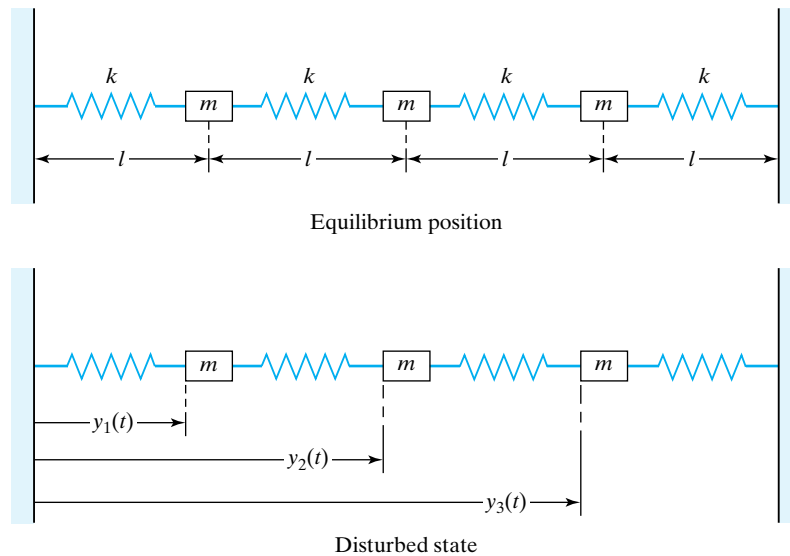 k k k k
m m m
l l l l
Equilibrium position
m m m
y₁(t)
y₂(t)
y₃(t)
Disturbed state